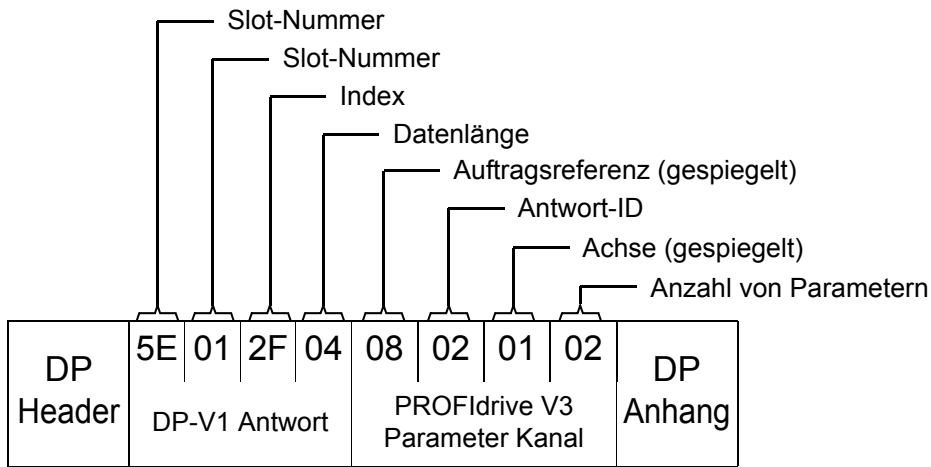 Slot-Nummer
Slot-Nummer
Index
Datenlänge
Auftragsreferenz (gespiegelt)
Antwort-ID
Achse (gespiegelt)
Anzahl von Parametern
DP Header
5E 01 2F 04 08 02 01 02
DP-V1 Antwort
PROFIdrive V3
Parameter Kanal
DP Anhang